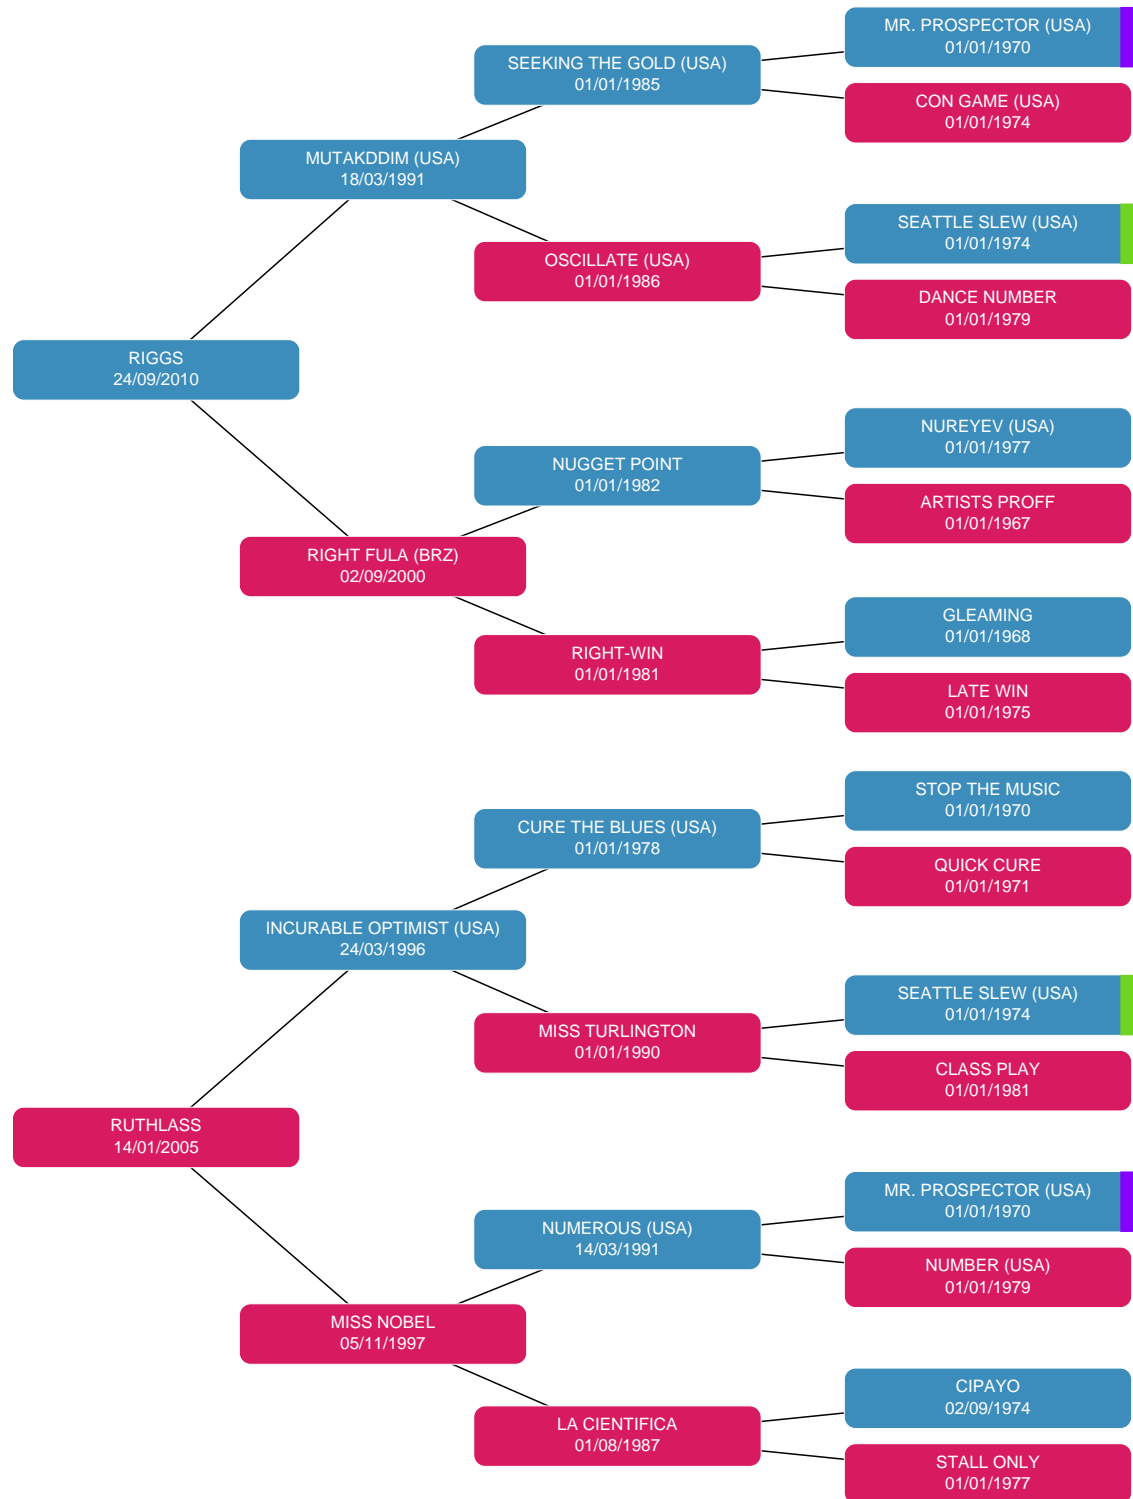 MR. PROSPECTOR (USA)
01/01/1970
SEEKING THE GOLD (USA)
01/01/1985
CON GAME (USA)
01/01/1974
MUTAKDDIM (USA)
18/03/1991
SEATTLE SLEW (USA)
01/01/1974
OSCILLATE (USA)
01/01/1986
DANCE NUMBER
01/01/1979
RIGGS
24/09/2010
NUREYEV (USA)
01/01/1977
NUGGET POINT
01/01/1982
ARTISTS PROFF
01/01/1967
RIGHT FULA (BRZ)
02/09/2000
GLEAMING
01/01/1968
RIGHT-WIN
01/01/1981
LATE WIN
01/01/1975
STOP THE MUSIC
01/01/1970
CURE THE BLUES (USA)
01/01/1978
QUICK CURE
01/01/1971
INCURABLE OPTIMIST (USA)
24/03/1996
SEATTLE SLEW (USA)
01/01/1974
MISS TURLINGTON
01/01/1990
CLASS PLAY
01/01/1981
RUTHLASS
14/01/2005
MR. PROSPECTOR (USA)
01/01/1970
NUMEROUS (USA)
14/03/1991
NUMBER (USA)
01/01/1979
MISS NOBEL
05/11/1997
CIPAYO
02/09/1974
LA CIENTIFICA
01/08/1987
STALL ONLY
01/01/1977